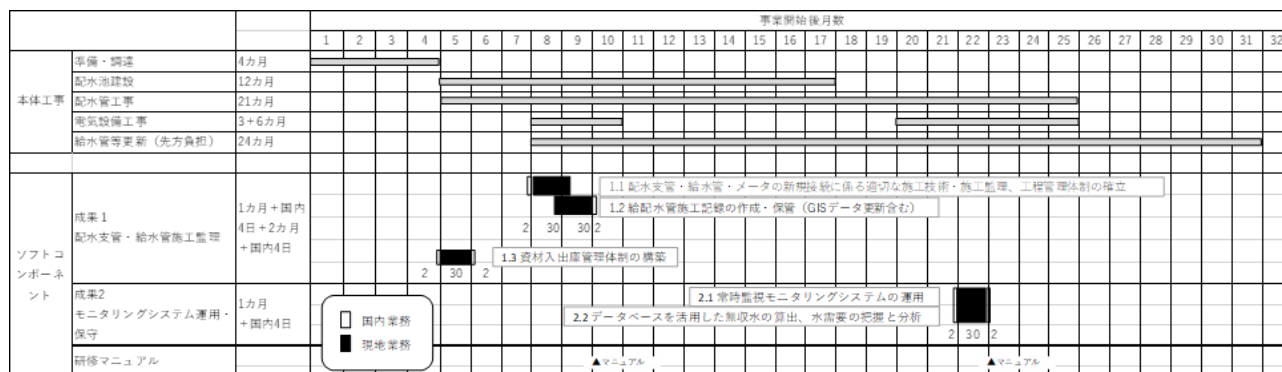 事業開始後月数
1 2 3 4 5 6 7 8 9 10 11 12 13 14 15 16 17 18 19 20 21 22 23 24 25 26 27 28 29 30 31 32
本体工事
準備・調達 4カ月
配水池建設 12カ月
配水管工事 21カ月
電気設備工事 3+6カ月
給水管等更新（先方負担） 24カ月
ソフトコ
ンポーネ
ント
成果1
配水支管・給水管施工監理
1カ月+国内
4日+2カ月
+国内4日
1.1 配水支管・給水管・メータの新規接続に係る適切な施工技術・施工監理、工程管理体制の確立
1.2 給配水管施工記録の作成・保管（GISデータ更新含む）
2 30 30 2
1.3 資材入出庫管理体制の構築
2 30 2
成果2
モニタリングシステム運用・
保守
1カ月
+国内4日
2.1 常時監視モニタリングシステムの運用
2.2 データベースを活用した無収水の算出、水需要の把握と分析
2 30 2
国内業務
現地業務
研修マニュアル
▲マニュアル
▲マニュアル